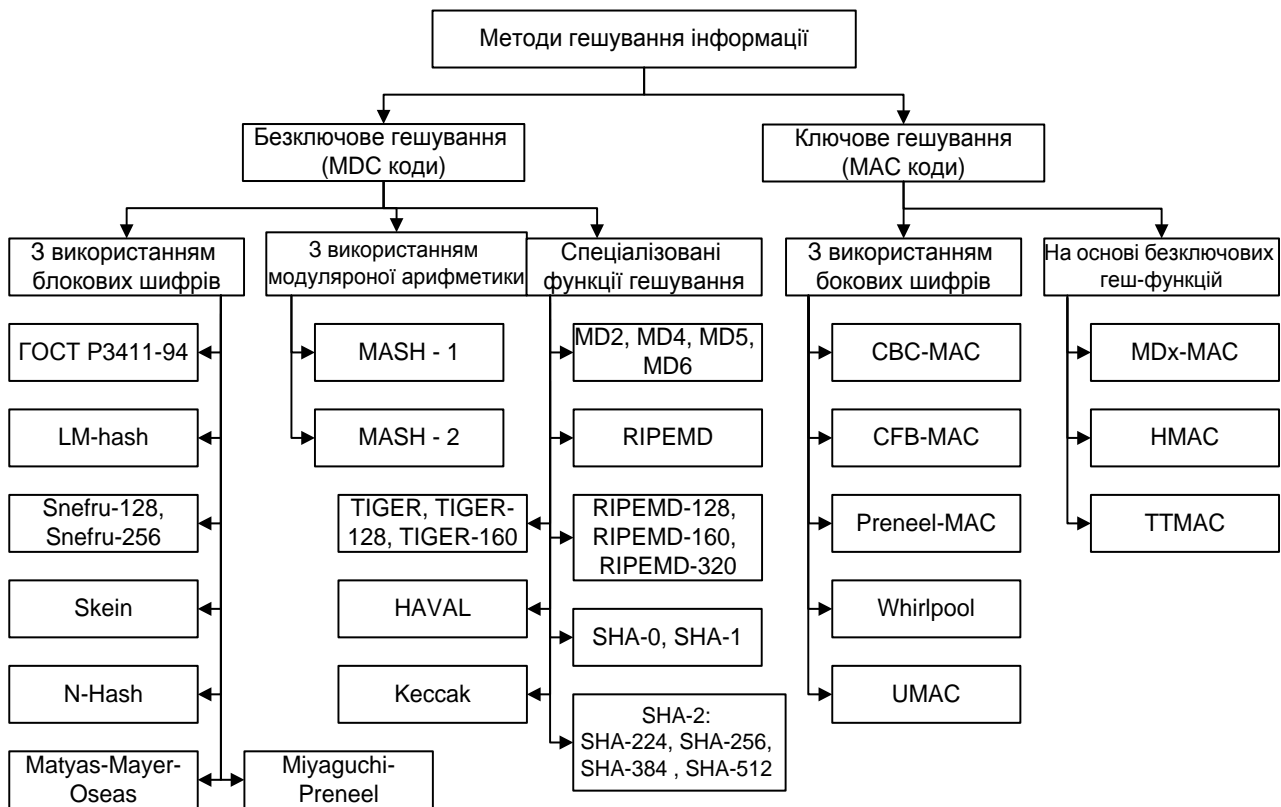 Методи гешування інформації
Безключове гешування
(MDC коди)
Ключове гешування
(MAC коди)
З використанням
блокових шифрів
З використанням
модуляроної арифметики
Спеціалізовані
функції гешування
З використанням
бокових шифрів
На основі безключових
геш-функцій
ГОСТ Р3411-94
LM-hash
Snefru-128,
Snefru-256
Skein
N-Hash
Matyas-Mayer-
Oseas
Miyaguchi-
Preneel
MASH - 1
MASH - 2
TIGER, TIGER-
128, TIGER-160
HAVAL
Keccak
MD2, MD4, MD5,
MD6
RIPEMD
RIPEMD-128,
RIPEMD-160,
RIPEMD-320
SHA-0, SHA-1
SHA-2:
SHA-224, SHA-256,
SHA-384 , SHA-512
CBC-MAC
CFB-MAC
Preneel-MAC
Whirlpool
UMAC
MDx-MAC
HMAC
TTMAC